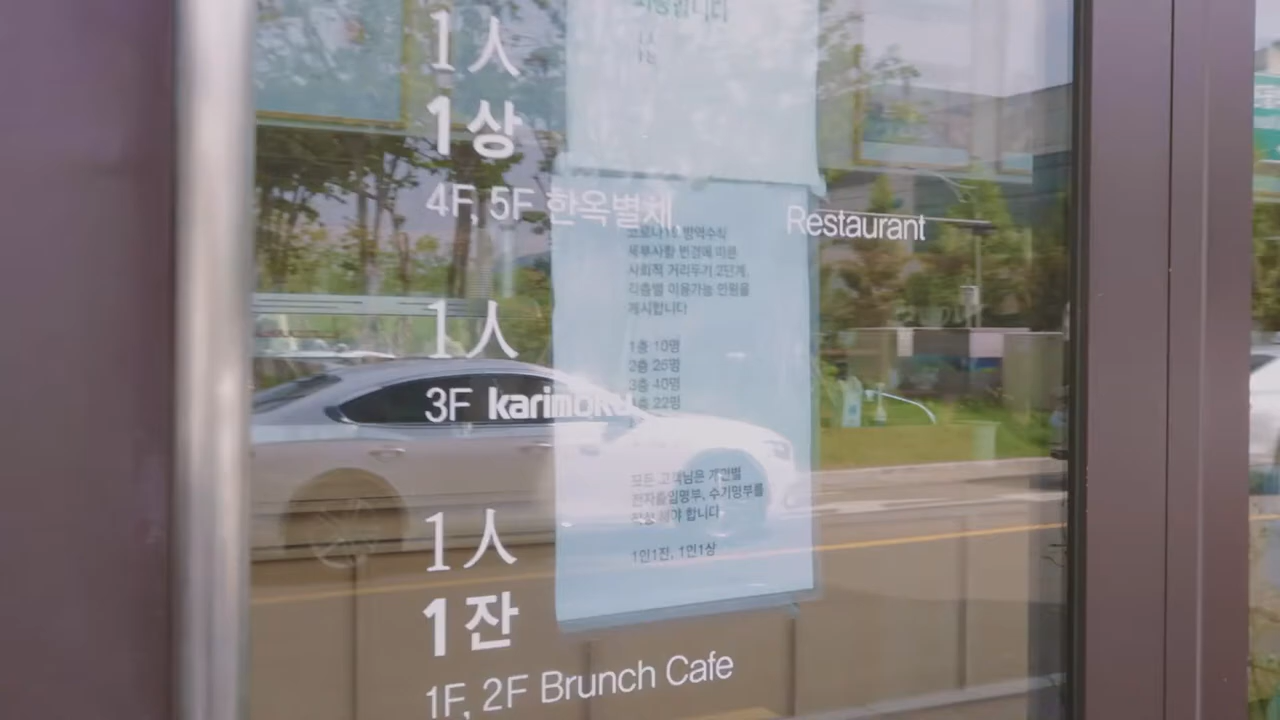 1人
1상
4F, 5F 한옥별채 Restaurant
1人
3F karimoku
1人
1잔
1F, 2F Brunch Cafe
코로나19 방역수칙
세부사항 변경에 따른
사회적 거리두기 2단계,
각층별 이용가능 인원을
게시합니다
1층 10명
2층 26명
3층 40명
4층 22명
모든 고객님은 개인별
전자출입명부, 수기명부를
작성 해야 합니다
1인1잔, 1인1상